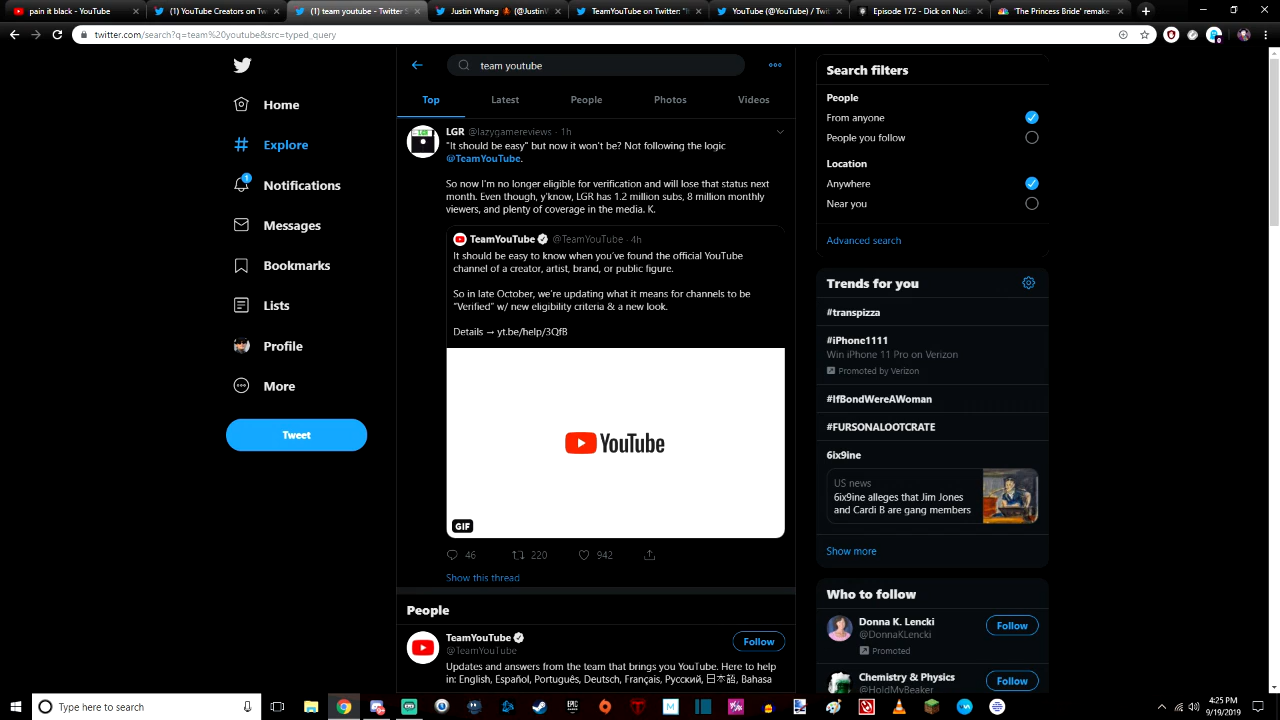 pain it black - YouTube
(1) YouTube Creators on Tw
(1) team youtube - Twitter S
Justin Whang
(@JustinW
TeamYouTube on Twitter: "It
YouTube (@YouTube) / Twitt
Episode 172 - Dick on Nude
'The Princess Bride' remake
twitter.com/search?q=team%20youtube&src=typed_query
Home
Explore
1
Notifications
Messages
Bookmarks
Lists
Profile
More
Tweet
team youtube
Top
Latest
People
Photos
Videos
LGR @lazygamereviews · 1h
"It should be easy" but now it won't be? Not following the logic
@TeamYouTube.
So now I'm no longer eligible for verification and will lose that status next
month. Even though, y'know, LGR has 1.2 million subs, 8 million monthly
viewers, and plenty of coverage in the media. K.
TeamYouTube @TeamYouTube · 4h
It should be easy to know when you've found the official YouTube
channel of a creator, artist, brand, or public figure.
So in late October, we're updating what it means for channels to be
"Verified" w/ new eligibility criteria & a new look.
Details → yt.be/help/3QfB
YouTube
GIF
46
220
942
Show this thread
People
TeamYouTube
@TeamYouTube
Follow
Updates and answers from the team that brings you YouTube. Here to help
in: English, Español, Português, Deutsch, Français, Русский, 日本語, Bahasa
Search filters
People
From anyone
People you follow
Location
Anywhere
Near you
Advanced search
Trends for you
#transpizza
#iPhone1111
Win iPhone 11 Pro on Verizon
Promoted by Verizon
#IfBondWereAWoman
#FURSONALOOTCRATE
6ix9ine
US news
6ix9ine alleges that Jim Jones
and Cardi B are gang members
Show more
Who to follow
Donna K. Lencki
@DonnaKLencki
Follow
Promoted
Chemistry & Physics
@HoldMyBeaker
Follow
Type here to search
4:25 PM
9/19/2019